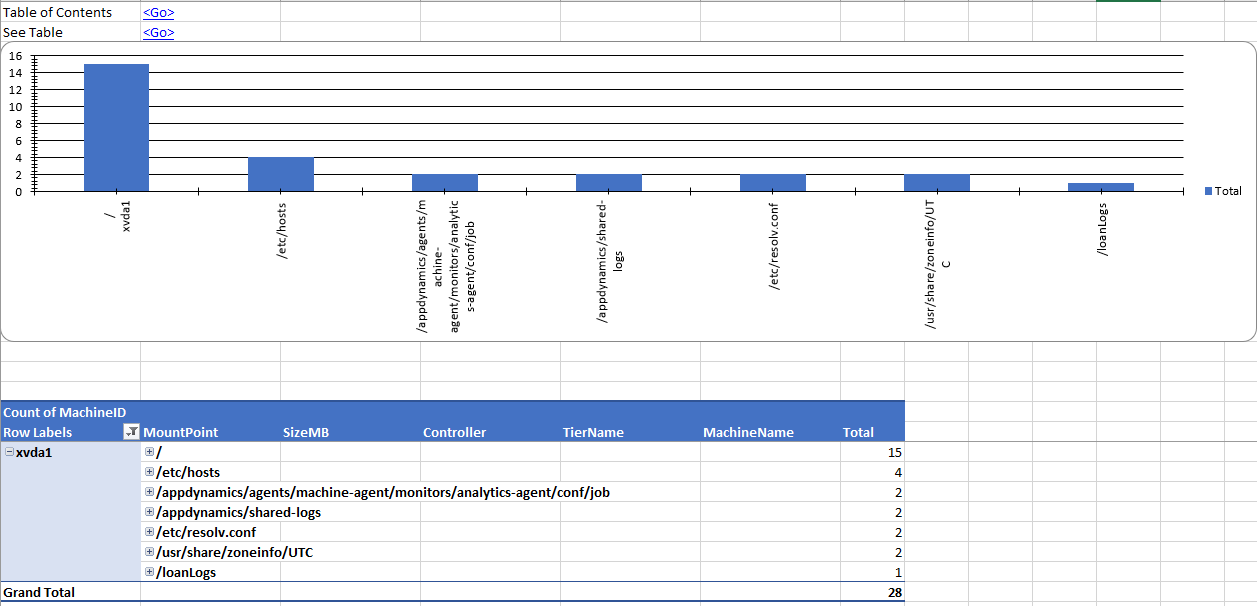 Table of Contents <Go>
See Table <Go>
16
14
12
10
8
6
4
2
0
/
xvda1
/etc/hosts
/appdynamics/agents/m
achine-
agent/monitors/analytic
s-agent/conf/job
/appdynamics/shared-
logs
/etc/resolv.conf
/usr/share/zoneinfo/UT
C
/loanLogs
Total
Count of MachineID
Row Labels MountPoint SizeMB Controller TierName MachineName Total
xvda1 / 15
/etc/hosts 4
/appdynamics/agents/machine-agent/monitors/analytics-agent/conf/job 2
/appdynamics/shared-logs 2
/etc/resolv.conf 2
/usr/share/zoneinfo/UTC 2
/loanLogs 1
Grand Total 28